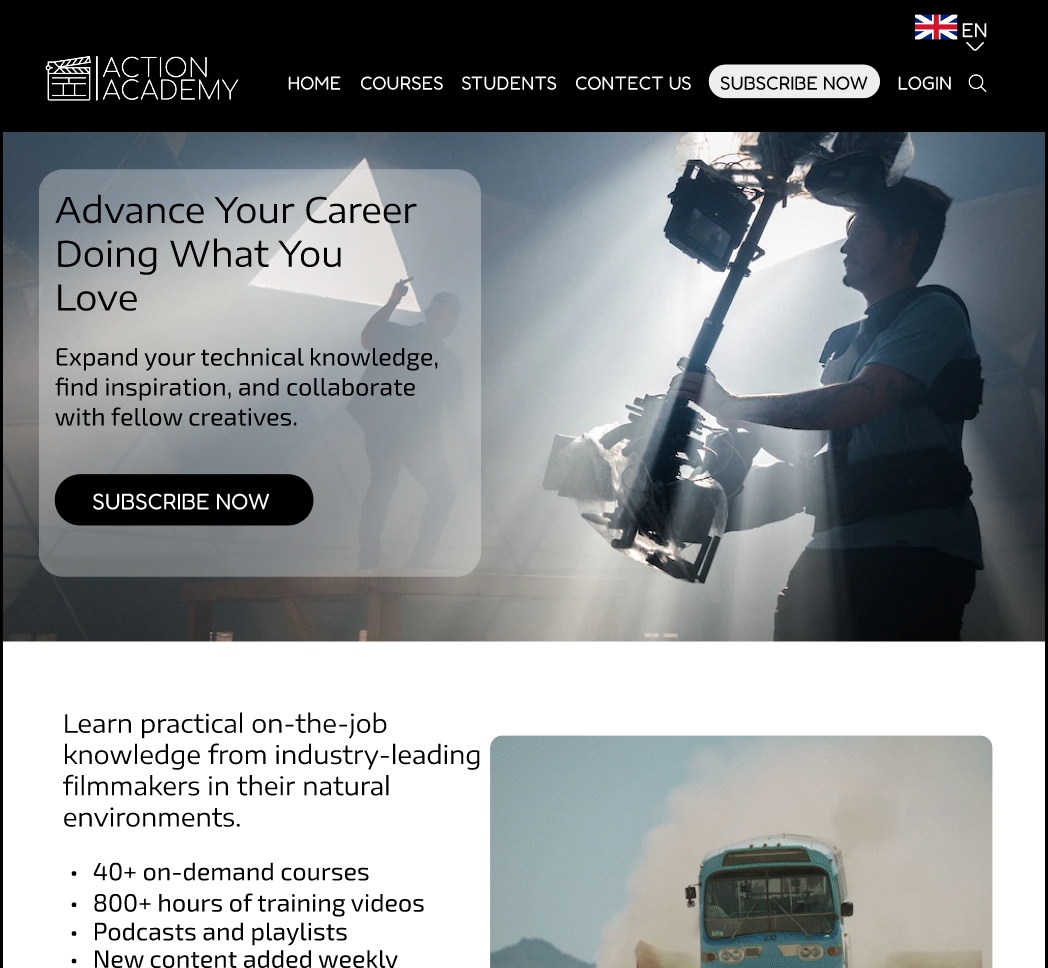 EN
ACTION
ACADEMY
HOME COURSES STUDENTS CONTECT US SUBSCRIBE NOW LOGIN
Advance Your Career
Doing What You
Love
Expand your technical knowledge,
find inspiration, and collaborate
with fellow creatives.
SUBSCRIBE NOW
Learn practical on-the-job
knowledge from industry-leading
filmmakers in their natural
environments.
• 40+ on-demand courses
• 800+ hours of training videos
• Podcasts and playlists
• New content added weekly
232